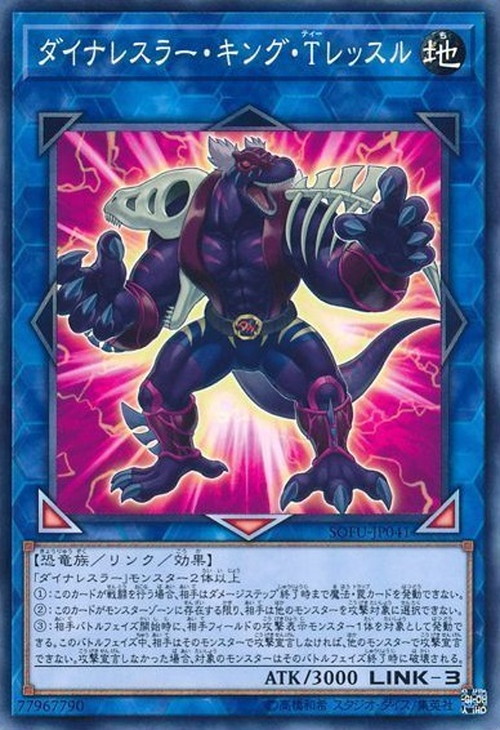 ダイナレスラー・キング・Tレッスル
ティー
地
ち
SOFU-JP041
【恐竜族／リンク／効果】
「ダイナレスラー」モンスター2体以上
①：このカードが戦闘を行う場合、相手はダメージステップ終了時まで魔法・罠カードを発動できない。
②：このカードがモンスターゾーンに存在する限り、相手は他のモンスターを攻撃対象に選択できない。
③：相手バトルフェイズ開始時に、相手フィールドの攻撃表示モンスター1体を対象として発動でき
る。このバトルフェイズ中、相手はそのモンスターで攻撃宣言しなければ、他のモンスターで攻撃宣言
できない。攻撃宣言しなかった場合、対象のモンスターはそのバトルフェイズ終了時に破壊される。
ATK/3000 LINK-3
77967790
©高橋和希 スタジオ・ダイス/集英社